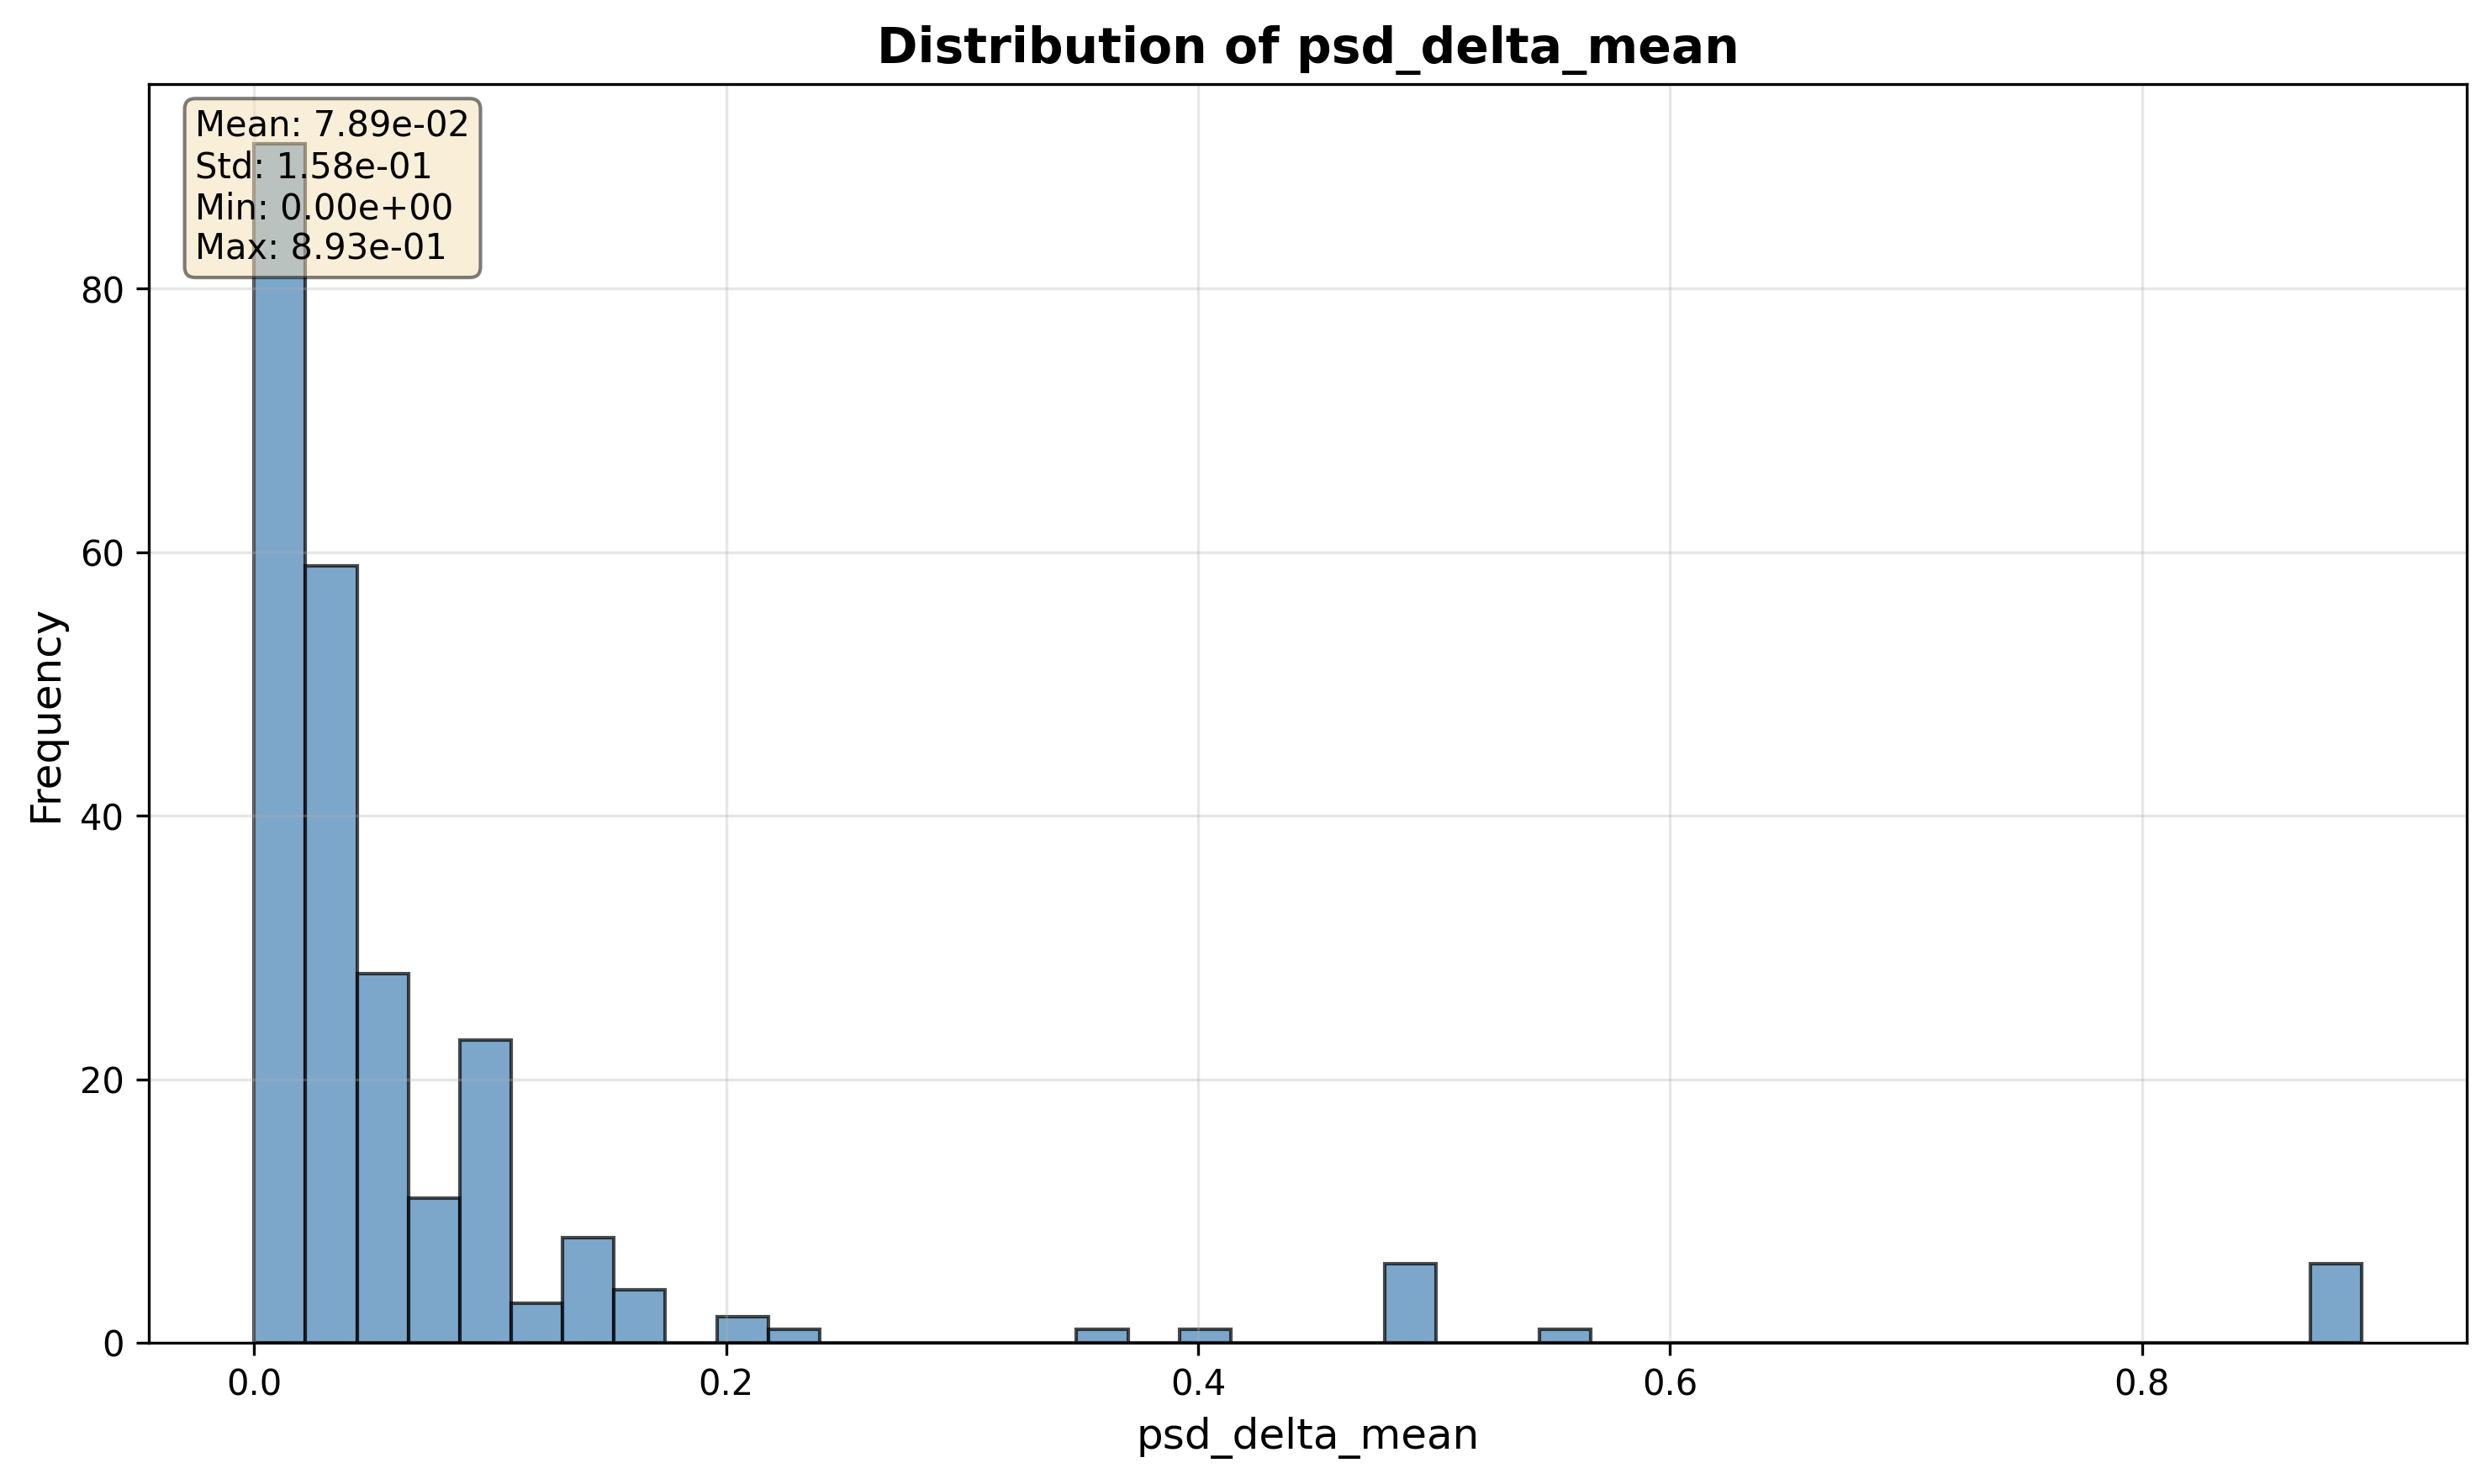 Distribution of psd_delta_mean
Mean: 7.89e-02
Std: 1.58e-01
Min: 0.00e+00
Max: 8.93e-01
80
60
40
20
0
Frequency
0.0 0.2 0.4 0.6 0.8
psd_delta_mean